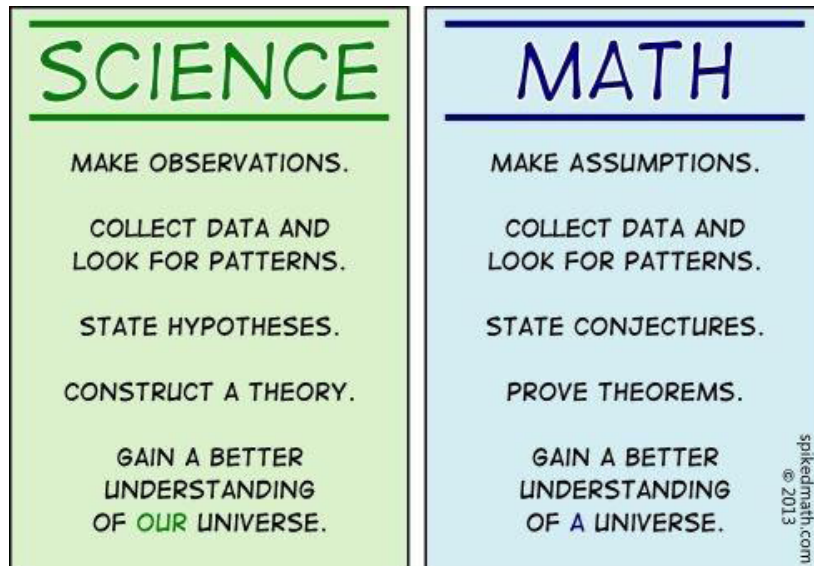 SCIENCE
MAKE OBSERVATIONS.
COLLECT DATA AND
LOOK FOR PATTERNS.
STATE HYPOTHESES.
CONSTRUCT A THEORY.
GAIN A BETTER
UNDERSTANDING
OF OUR UNIVERSE.
MATH
MAKE ASSUMPTIONS.
COLLECT DATA AND
LOOK FOR PATTERNS.
STATE CONJECTURES.
PROVE THEOREMS.
GAIN A BETTER
UNDERSTANDING
OF A UNIVERSE.
spikedmath.com
© 2013